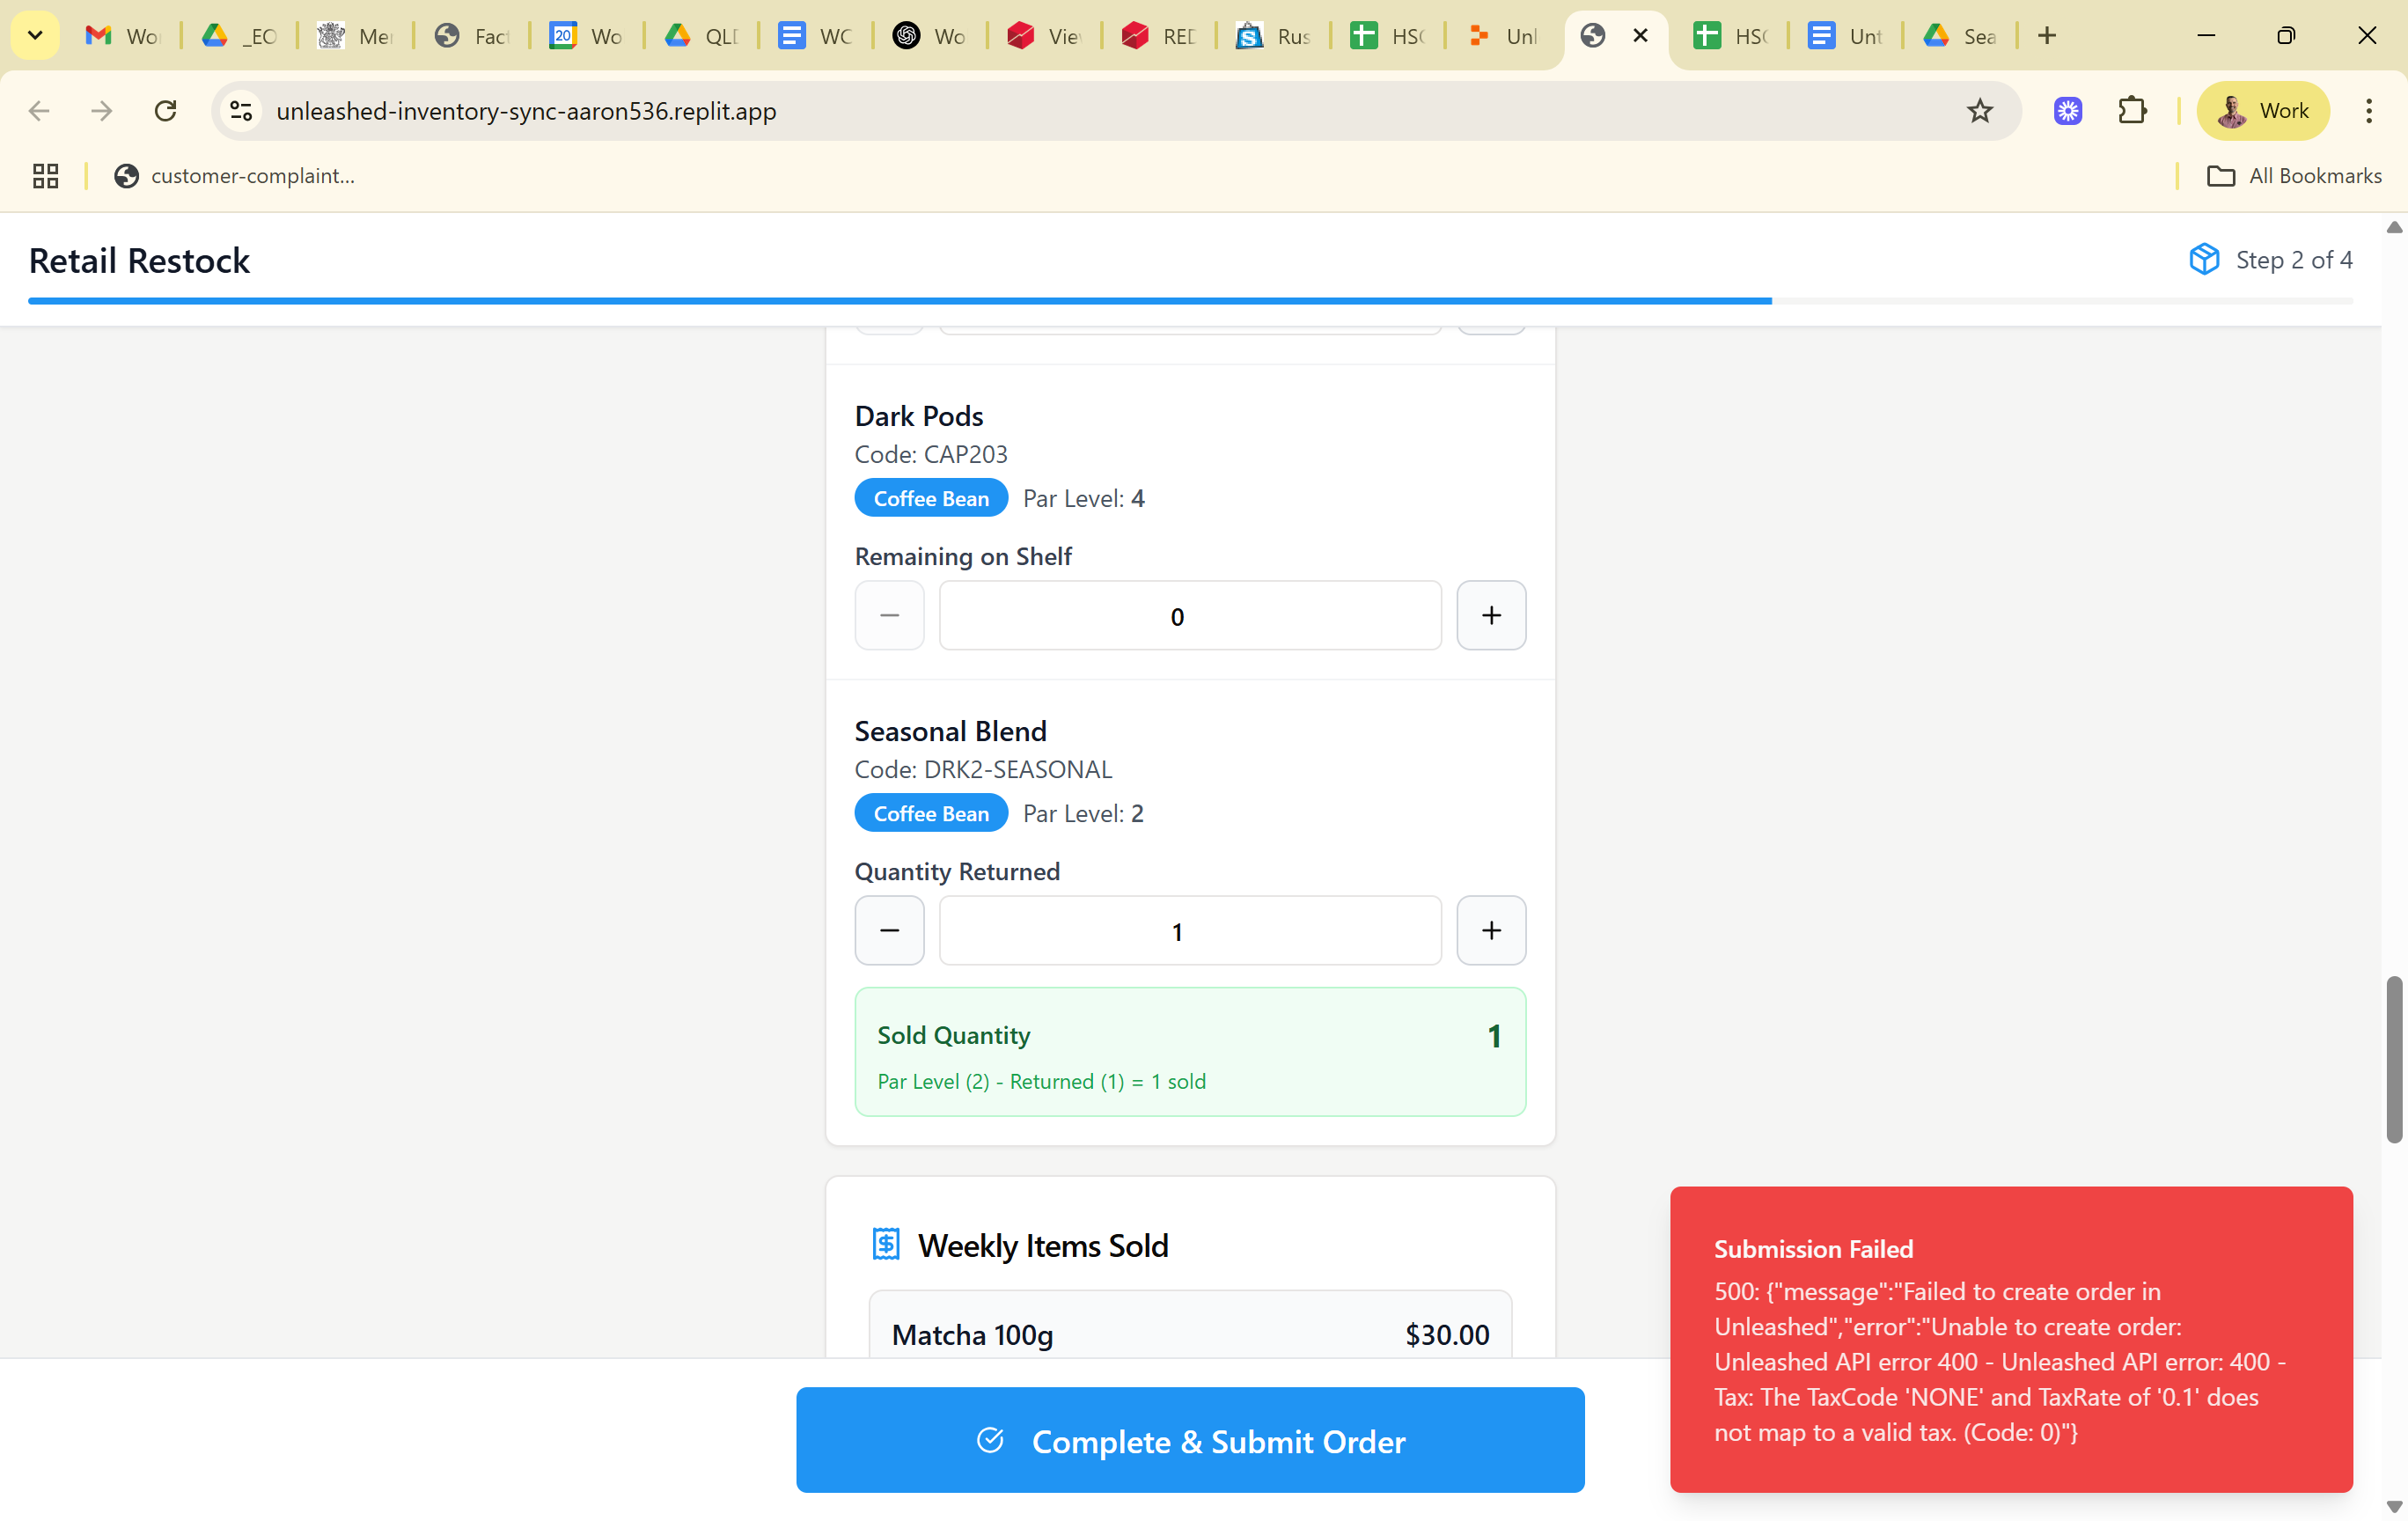 Wo
_EO
Me
Fact
20
Wo
QLD
WC
Wo
Vie
RED
Rus
HSC
Unl
HSC
Unt
Sea
unleashed-inventory-sync-aaron536.replit.app
Work
customer-complaint...
All Bookmarks
Retail Restock
Step 2 of 4
Dark Pods
Code: CAP203
Coffee Bean
Par Level: 4
Remaining on Shelf
0
Seasonal Blend
Code: DRK2-SEASONAL
Coffee Bean
Par Level: 2
Quantity Returned
1
Sold Quantity
1
Par Level (2) - Returned (1) = 1 sold
Weekly Items Sold
Matcha 100g
$30.00
Complete & Submit Order
Submission Failed
500: {"message":"Failed to create order in
Unleashed","error":"Unable to create order:
Unleashed API error 400 - Unleashed API error: 400 -
Tax: The TaxCode 'NONE' and TaxRate of '0.1' does
not map to a valid tax. (Code: 0)"}